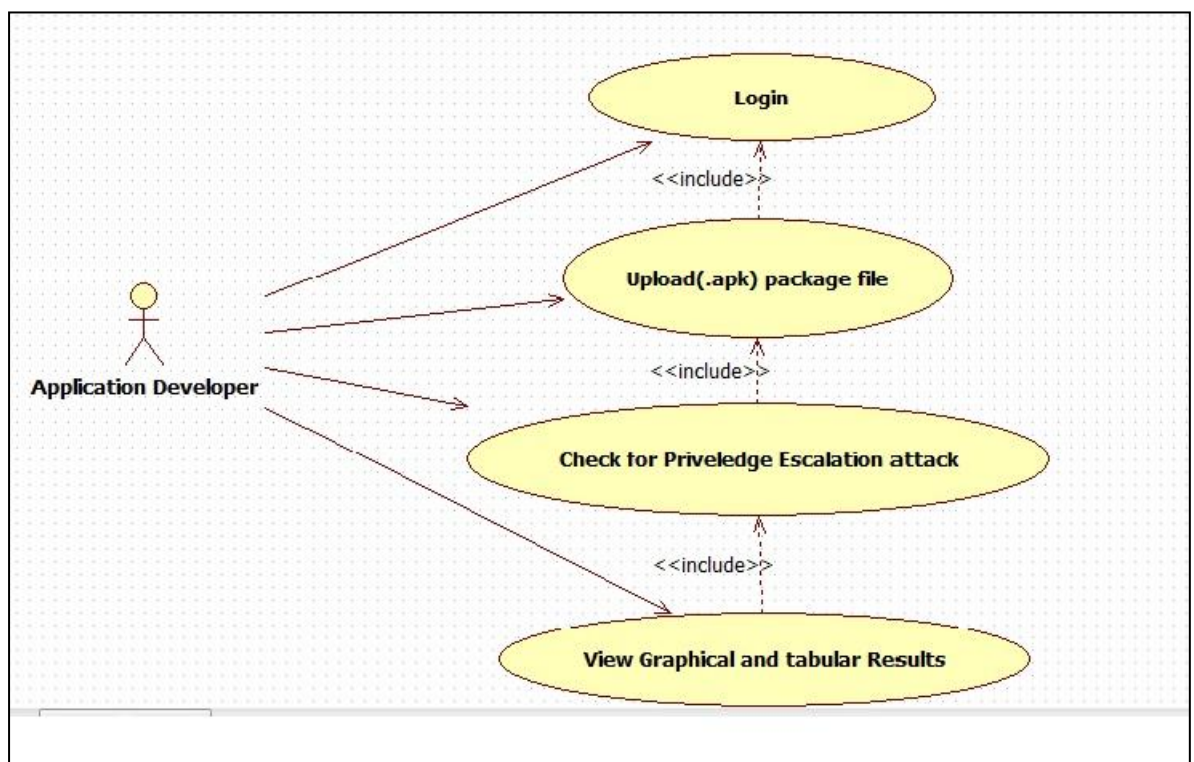 Login
<<include>>
Upload(.apk) package file
Application Developer
<<include>>
Check for Priveledge Escalation attack
<<include>>
View Graphical and tabular Results